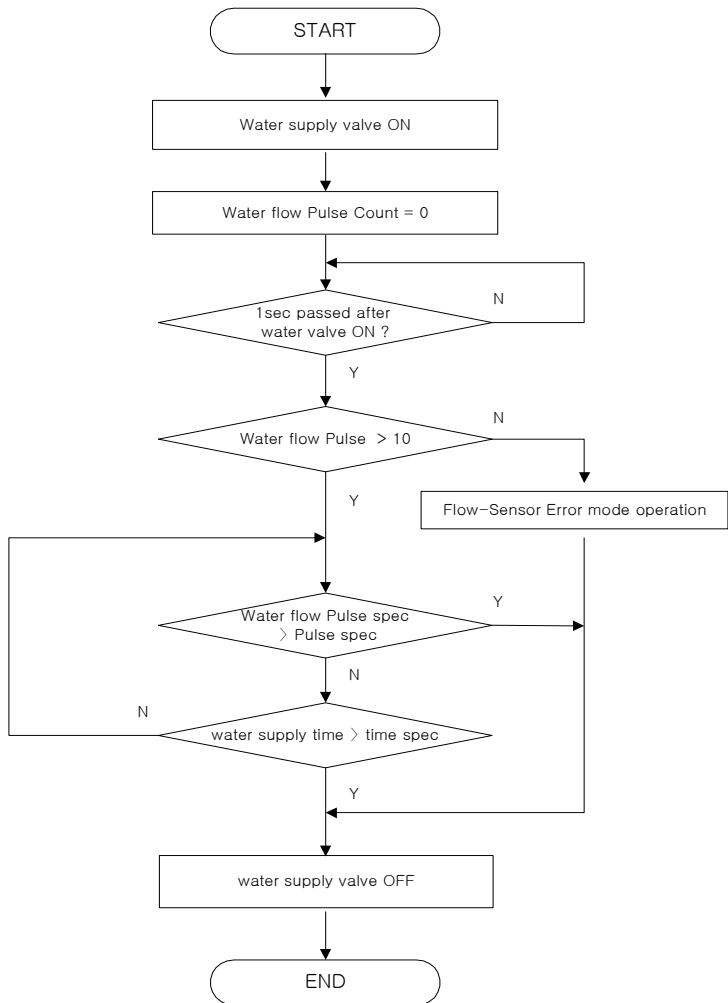 START
Water supply valve ON
Water flow Pulse Count = 0
N
1sec passed after
water valve ON ?
Y
N
Water flow Pulse > 10
Y
Flow-Sensor Error mode operation
Water flow Pulse spec
〉Pulse spec
Y
N
N
water supply time 〉time spec
Y
water supply valve OFF
END